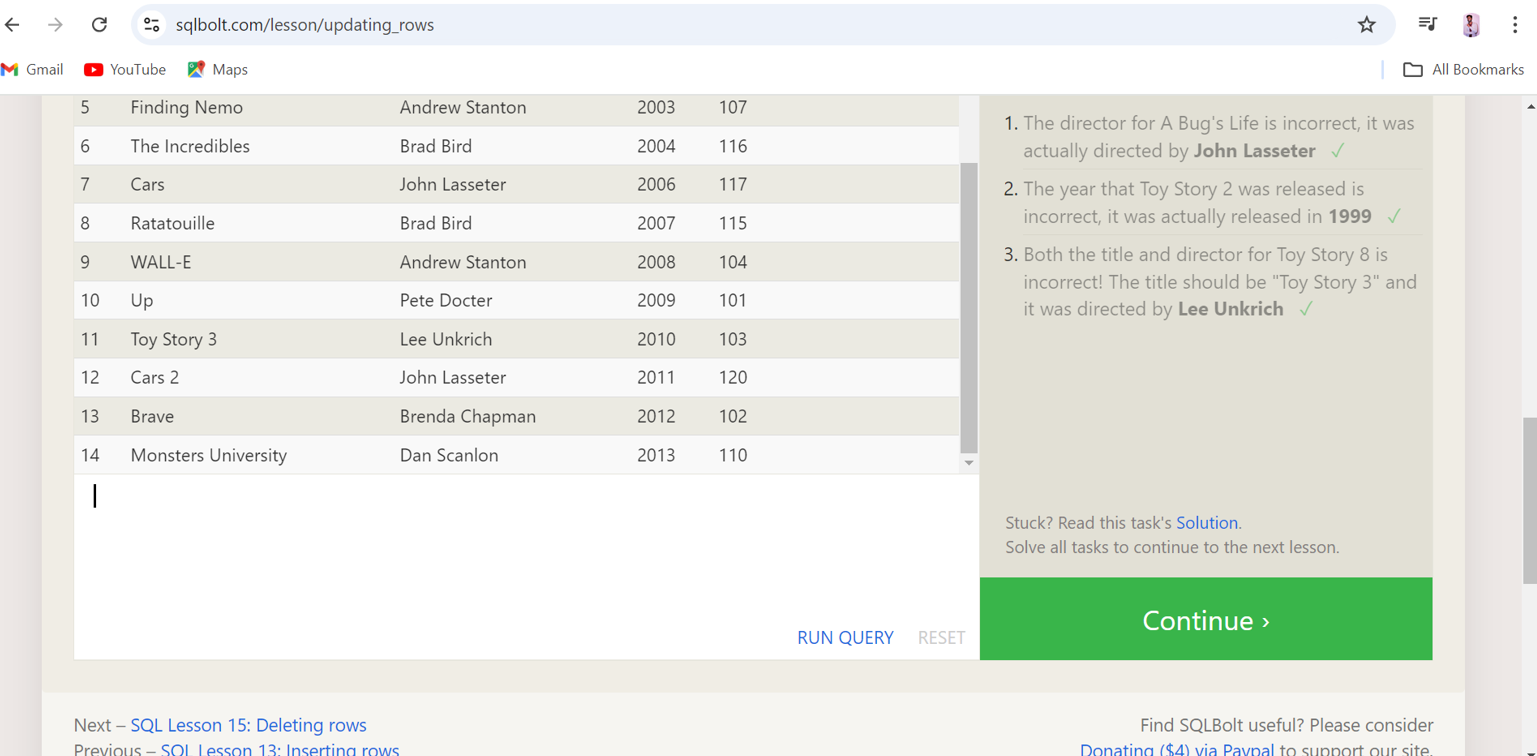 sqlbolt.com/lesson/updating_rows
Gmail YouTube Maps All Bookmarks
5 Finding Nemo Andrew Stanton 2003 107
6 The Incredibles Brad Bird 2004 116
7 Cars John Lasseter 2006 117
8 Ratatouille Brad Bird 2007 115
9 WALL-E Andrew Stanton 2008 104
10 Up Pete Docter 2009 101
11 Toy Story 3 Lee Unkrich 2010 103
12 Cars 2 John Lasseter 2011 120
13 Brave Brenda Chapman 2012 102
14 Monsters University Dan Scanlon 2013 110
RUN QUERY RESET
1. The director for A Bug's Life is incorrect, it was
actually directed by John Lasseter ✓
2. The year that Toy Story 2 was released is
incorrect, it was actually released in 1999 ✓
3. Both the title and director for Toy Story 8 is
incorrect! The title should be "Toy Story 3" and
it was directed by Lee Unkrich ✓
Stuck? Read this task's Solution.
Solve all tasks to continue to the next lesson.
Continue ›
Next – SQL Lesson 15: Deleting rows
Previous – SQL Lesson 13: Inserting rows
Find SQLBolt useful? Please consider
Donating ($4) via Paypal to support our site.